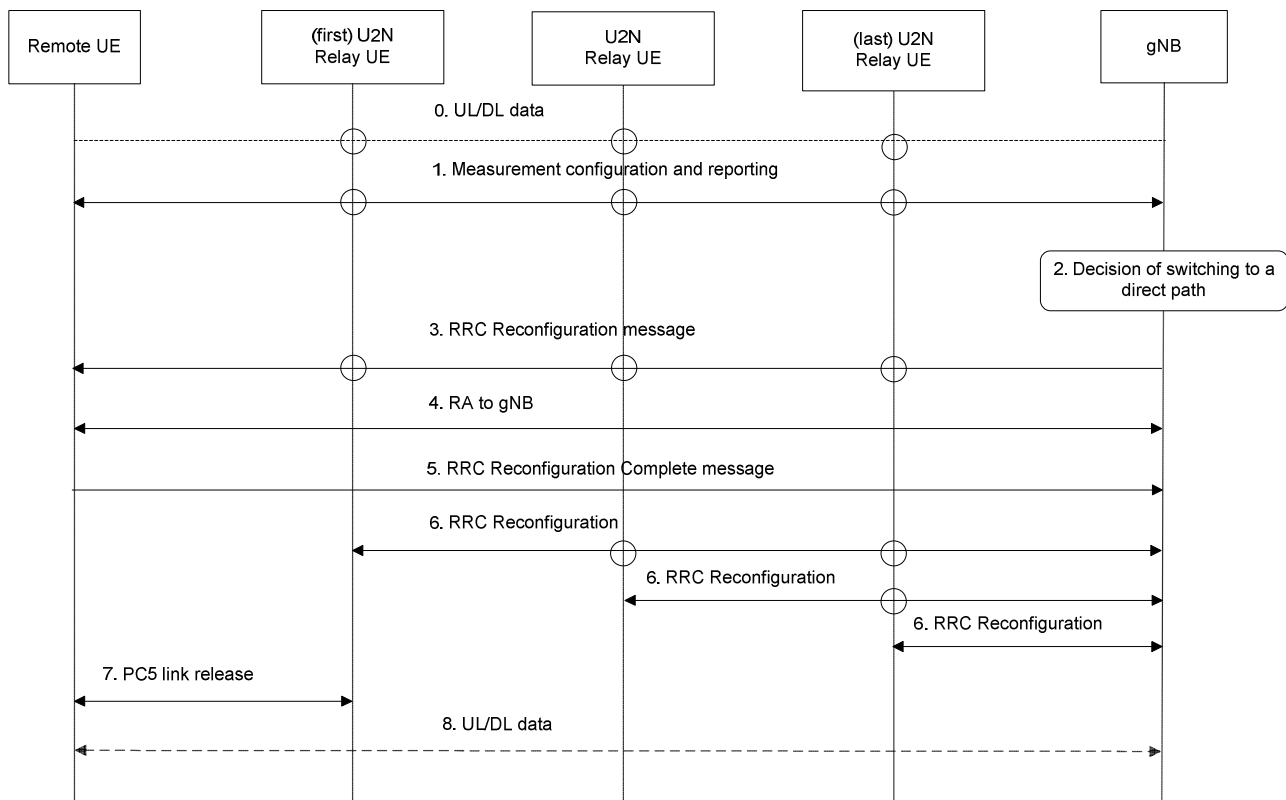 Remote UE
(first) U2N
Relay UE
U2N
Relay UE
(last) U2N
Relay UE
gNB
0. UL/DL data
1. Measurement configuration and reporting
2. Decision of switching to a
direct path
3. RRC Reconfiguration message
4. RA to gNB
5. RRC Reconfiguration Complete message
6. RRC Reconfiguration
6. RRC Reconfiguration
6. RRC Reconfiguration
7. PC5 link release
8. UL/DL data